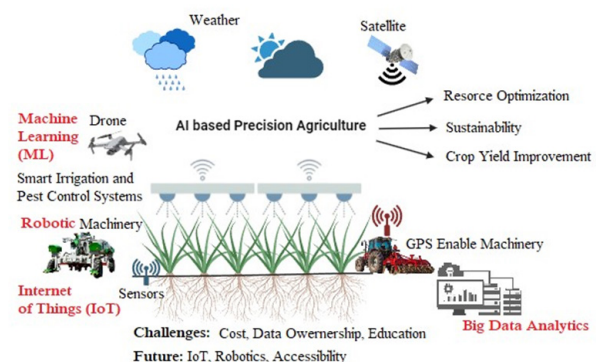 Weather
Satellite
Machine
Learning
(ML)
Drone
AI based Precision Agriculture
Resorce Optimization
Sustainability
Crop Yield Improvement
Smart Irrigation and
Pest Control Systems
Robotic Machinery
GPS Enable Machinery
Internet
of Things (IoT)
Sensors
Big Data Analytics
Challenges: Cost, Data Owernership, Education
Future: IoT, Robotics, Accessibility